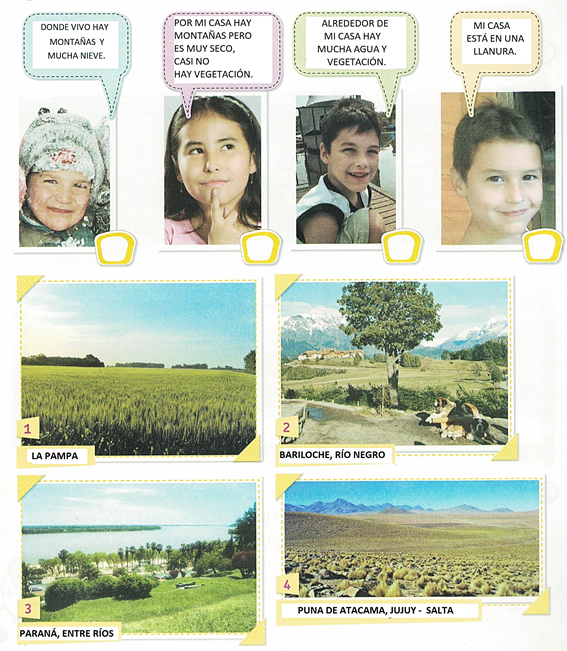 DONDE VIVO HAY
MONTAÑAS Y
MUCHA NIEVE.
POR MI CASA HAY
MONTAÑAS PERO
ES MUY SECO,
CASI NO
HAY VEGETACIÓN.
ALREDEDOR DE
MI CASA HAY
MUCHA AGUA Y
VEGETACIÓN.
MI CASA
ESTÁ EN UNA
LLANURA.
1
LA PAMPA
2
BARILOCHE, RÍO NEGRO
3
PARANÁ, ENTRE RÍOS
4
PUNA DE ATACAMA, JUJUY - SALTA